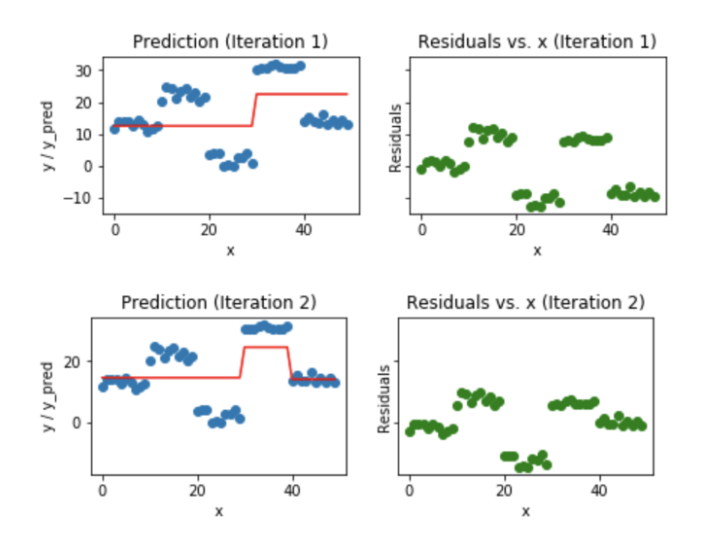 Prediction (Iteration 1)
Residuals vs. x (Iteration 1)
y / y_pred
30
20
10
0
−10
0
20
40
x
Residuals
0
20
40
x
Prediction (Iteration 2)
Residuals vs. x (Iteration 2)
y / y_pred
20
0
0
20
40
x
Residuals
0
20
40
x